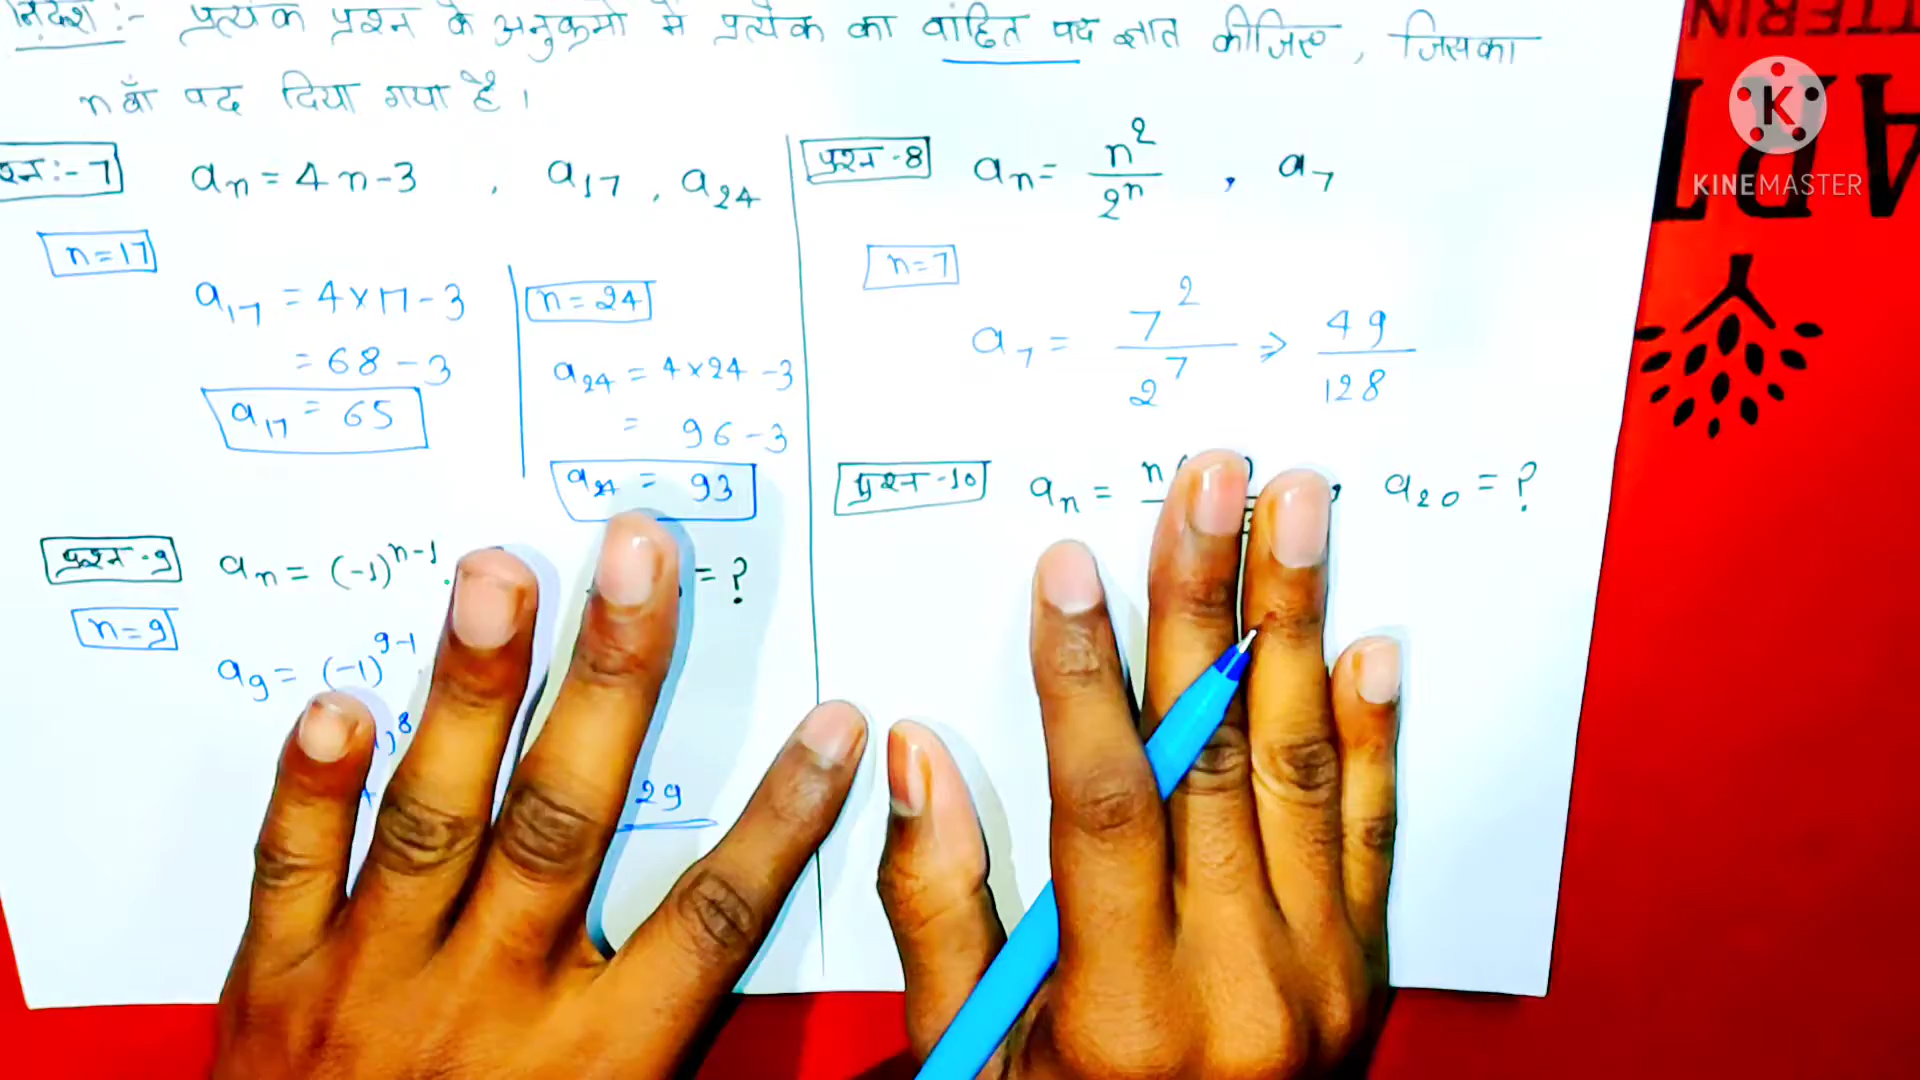 निर्देश :- प्रत्येक प्रश्न के अनुक्रमो में प्रत्येक का वांछित पद ज्ञात कीजिए , जिसका
n वाँ पद दिया गया है ।
श्न :- 7
aₙ = 4n-3 , a₁₇ , a₂₄
n = 17
a₁₇ = 4×17-3
= 68-3
a₁₇ = 65
n = 24
a₂₄ = 4×24-3
= 96-3
a₂₄ = 93
प्रश्न-8
aₙ = n²/2ⁿ , a₇
n=7
a₇ = 7²/2⁷ ⇒ 49/128
प्रश्न-9
aₙ = (-1)ⁿ⁻¹ . = ?
n=9
a₉ = (-1)⁹⁻¹
8
29
प्रश्न-10
aₙ = n , a₂₀ = ?
K
KINEMASTER